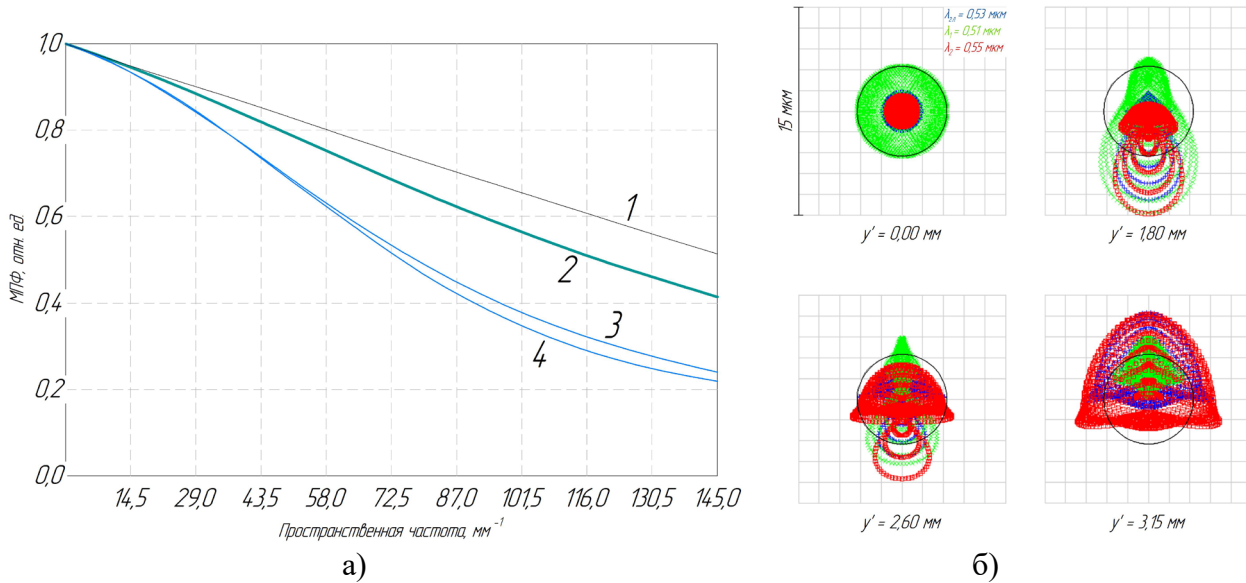 1,0
0,8
0,6
0,4
0,2
0,0
МПФ, отн. ед.
1
2
3
4
14,5 29,0 43,5 58,0 72,5 87,0 101,5 116,0 130,5 145,0
Пространственная частота, мм⁻¹
а)
λгл = 0,53 мкм
λ1 = 0,51 мкм
λ2 = 0,55 мкм
15 мкм
y' = 0,00 мм
y' = 1,80 мм
y' = 2,60 мм
y' = 3,15 мм
б)